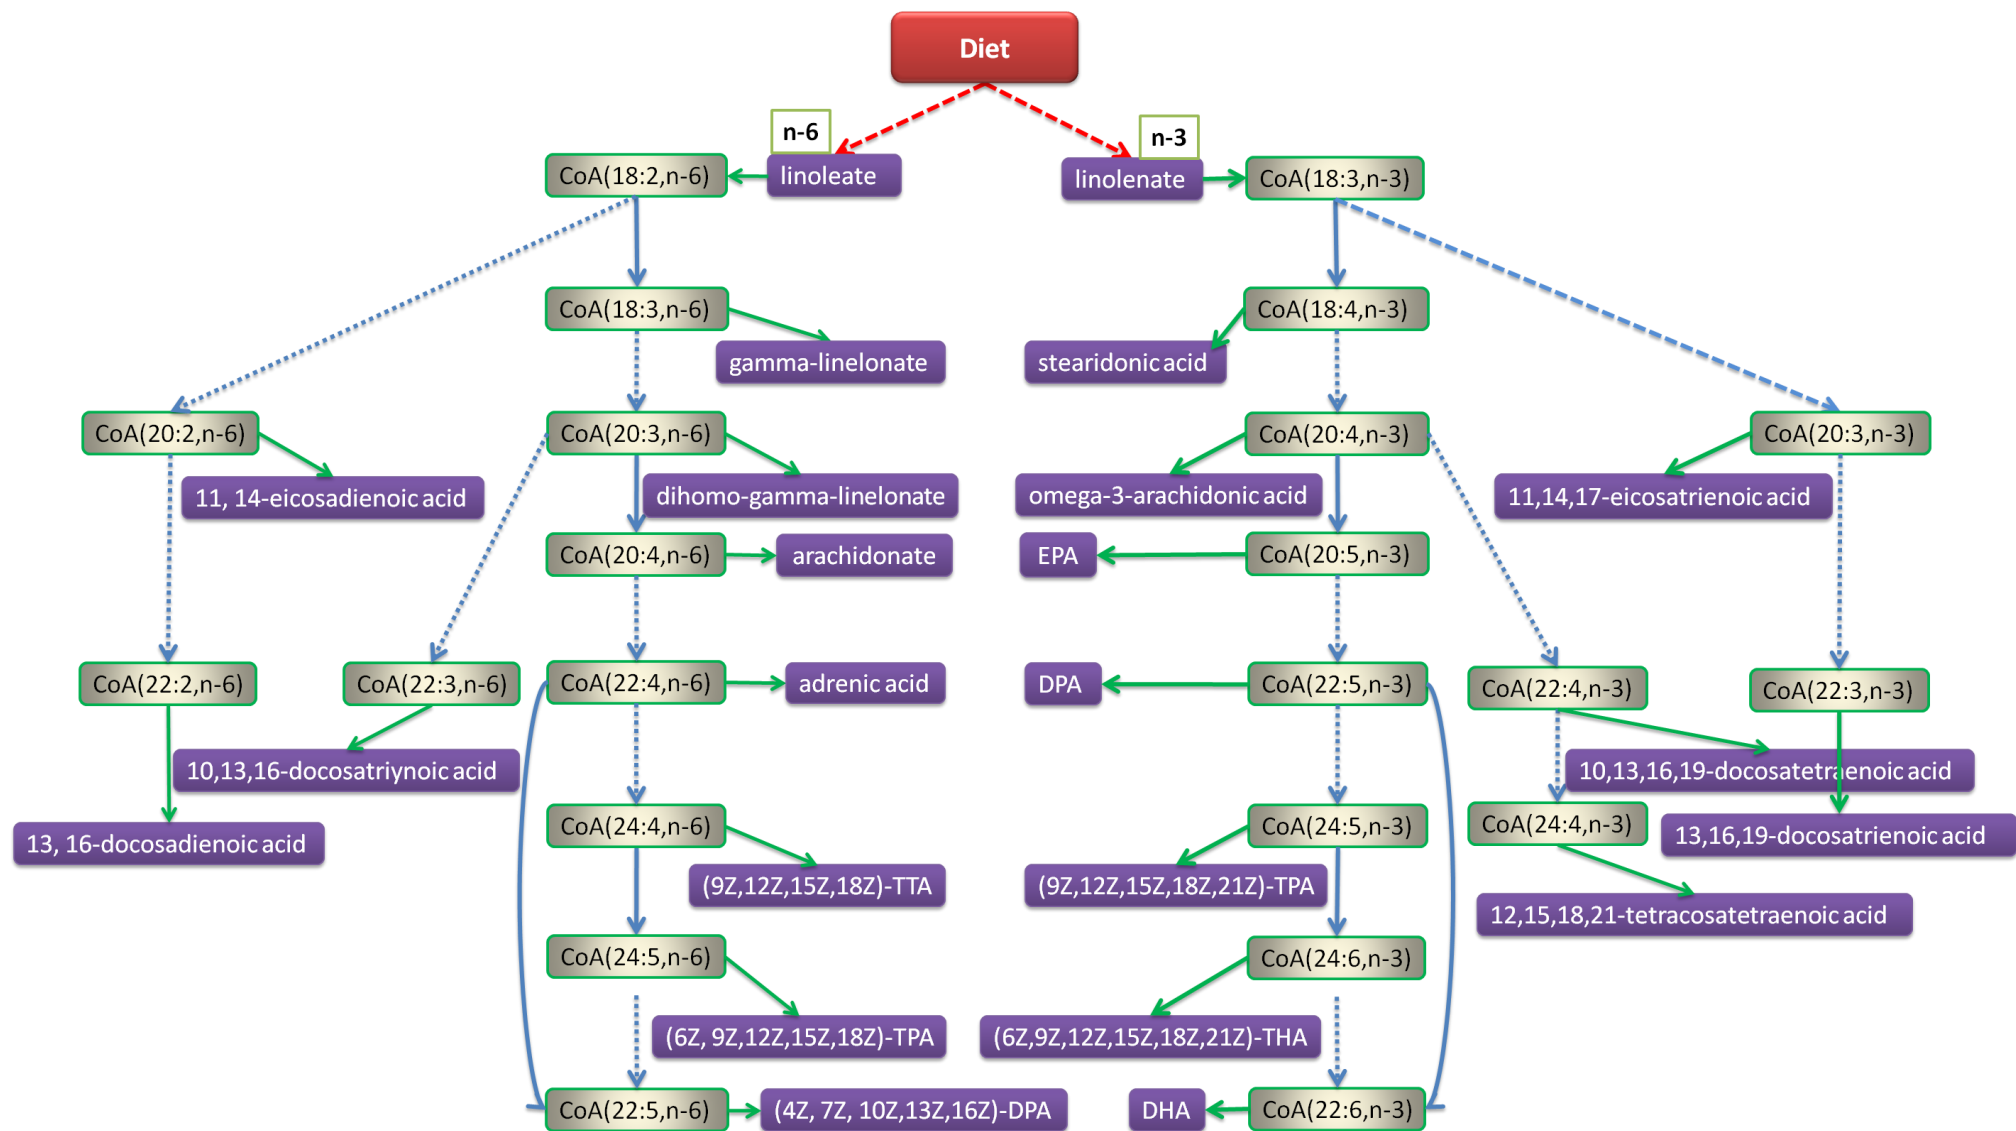 Diet
n-6
n-3
CoA(18:2,n-6)
linoleate
linolenate
CoA(18:3,n-3)
CoA(18:3,n-6)
CoA(18:4,n-3)
gamma-linelonate
stearidonic acid
CoA(20:2,n-6)
CoA(20:3,n-6)
CoA(20:4,n-3)
CoA(20:3,n-3)
11, 14-eicosadienoic acid
dihomo-gamma-linelonate
omega-3-arachidonic acid
11,14,17-eicosatrienoic acid
CoA(20:4,n-6)
arachidonate
EPA
CoA(20:5,n-3)
CoA(22:2,n-6)
CoA(22:3,n-6)
CoA(22:4,n-6)
adrenic acid
DPA
CoA(22:5,n-3)
CoA(22:4,n-3)
CoA(22:3,n-3)
10,13,16-docosatriynoic acid
10,13,16,19-docosatetraenoic acid
13, 16-docosadienoic acid
CoA(24:4,n-6)
CoA(24:5,n-3)
CoA(24:4,n-3)
13,16,19-docosatrienoic acid
(9Z,12Z,15Z,18Z)-TTA
(9Z,12Z,15Z,18Z,21Z)-TPA
12,15,18,21-tetracosatetraenoic acid
CoA(24:5,n-6)
CoA(24:6,n-3)
(6Z, 9Z,12Z,15Z,18Z)-TPA
(6Z,9Z,12Z,15Z,18Z,21Z)-THA
CoA(22:5,n-6)
(4Z, 7Z, 10Z,13Z,16Z)-DPA
DHA
CoA(22:6,n-3)